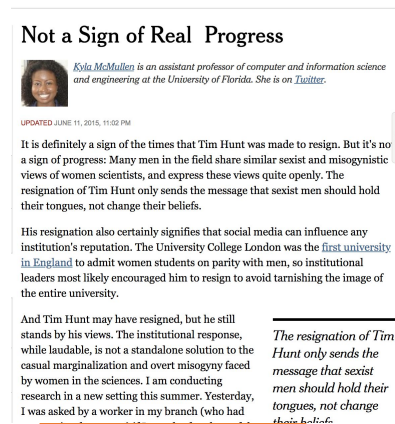 Not a Sign of Real Progress
Kyla McMullen is an assistant professor of computer and information science
and engineering at the University of Florida. She is on Twitter.
UPDATED JUNE 11, 2015, 11:02 PM
It is definitely a sign of the times that Tim Hunt was made to resign. But it's no
a sign of progress: Many men in the field share similar sexist and misogynistic
views of women scientists, and express these views quite openly. The
resignation of Tim Hunt only sends the message that sexist men should hold
their tongues, not change their beliefs.
His resignation also certainly signifies that social media can influence any
institution's reputation. The University College London was the first university
in England to admit women students on parity with men, so institutional
leaders most likely encouraged him to resign to avoid tarnishing the image of
the entire university.
And Tim Hunt may have resigned, but he still
stands by his views. The institutional response,
while laudable, is not a standalone solution to the
casual marginalization and overt misogyny faced
by women in the sciences. I am conducting
research in a new setting this summer. Yesterday,
I was asked by a worker in my branch (who had
The resignation of Tim
Hunt only sends the
message that sexist
men should hold their
tongues, not change
their beliefs